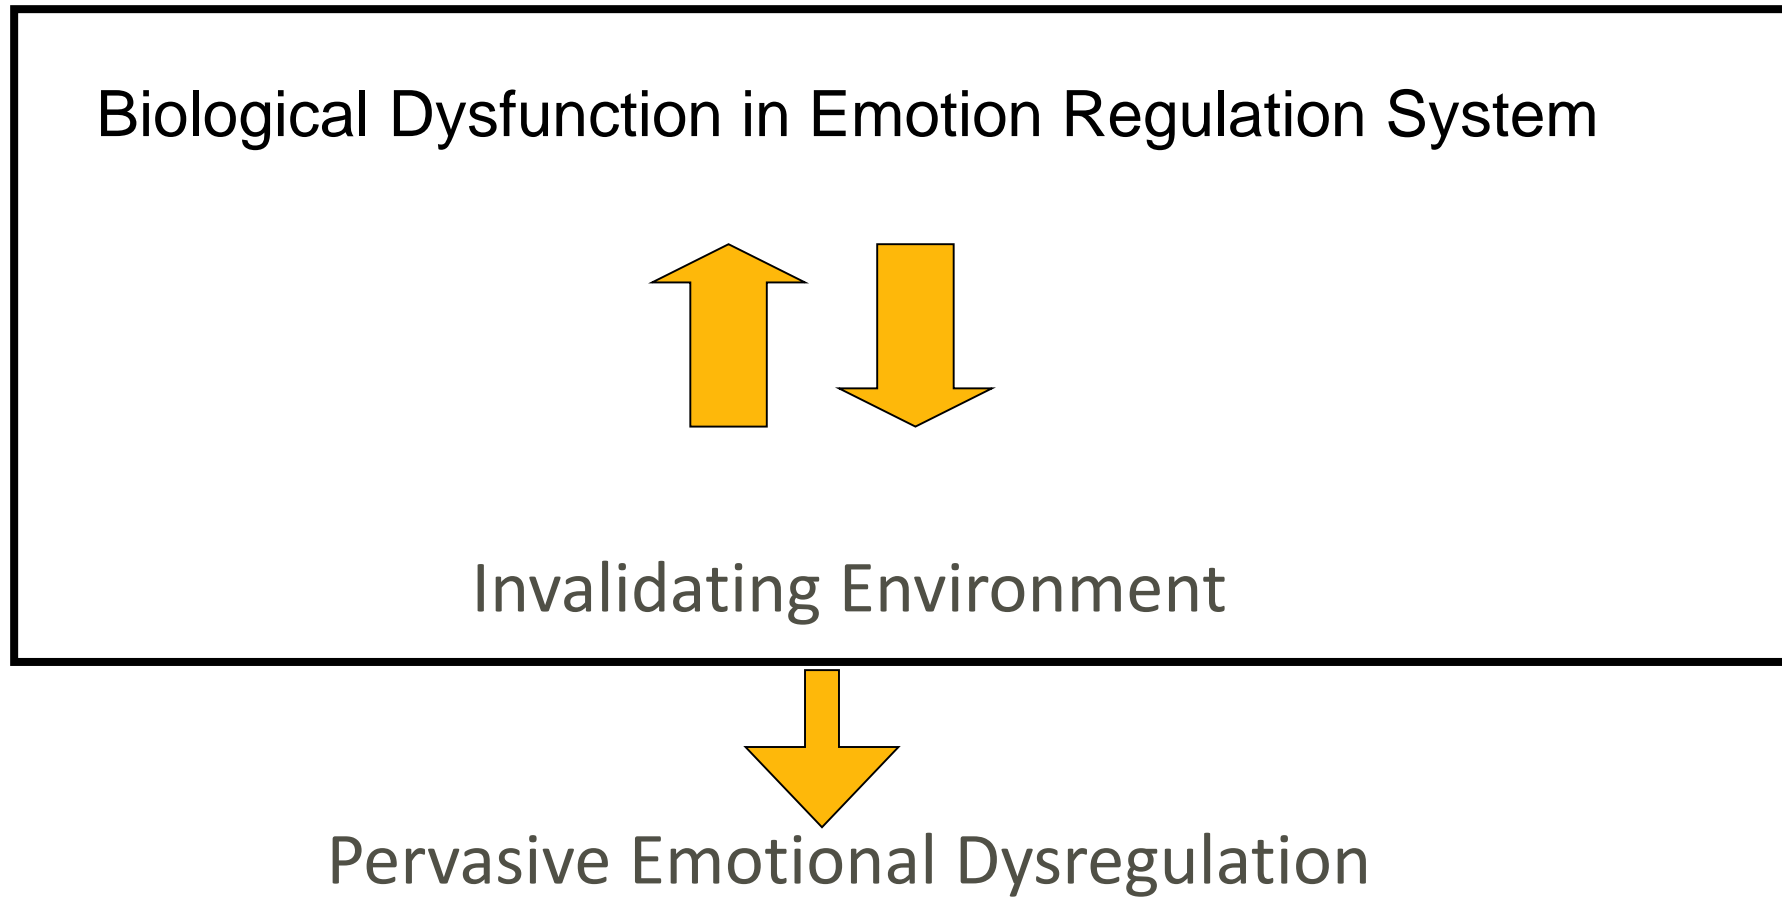 Biological Dysfunction in Emotion Regulation System
Invalidating Environment
Pervasive Emotional Dysregulation